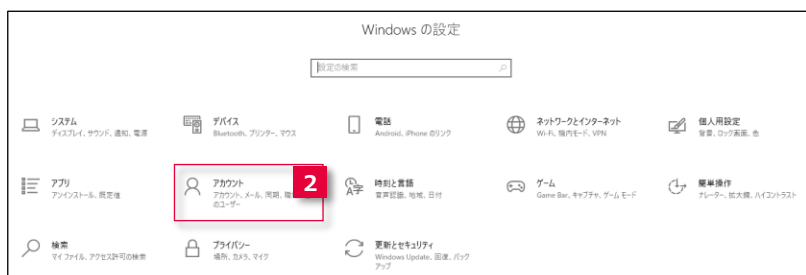 Windows の設定
設定の検索
システム
ディスプレイ、サウンド、通知、電源
デバイス
Bluetooth、プリンター、マウス
電話
Android、iPhone のリンク
ネットワークとインターネット
Wi-Fi、機内モード、VPN
個人用設定
背景、ロック画面、色
アプリ
アンインストール、既定値
アカウント
アカウント、メール、同期、
のユーザー
2
時刻と言語
音声認識、地域、日付
ゲーム
Game Bar、キャプチャ、ゲーム モード
簡単操作
ナレーター、拡大鏡、ハイコントラスト
検索
マイ ファイル、アクセス許可の検索
プライバシー
場所、カメラ、マイク
更新とセキュリティ
Windows Update、回復、バック
アップ